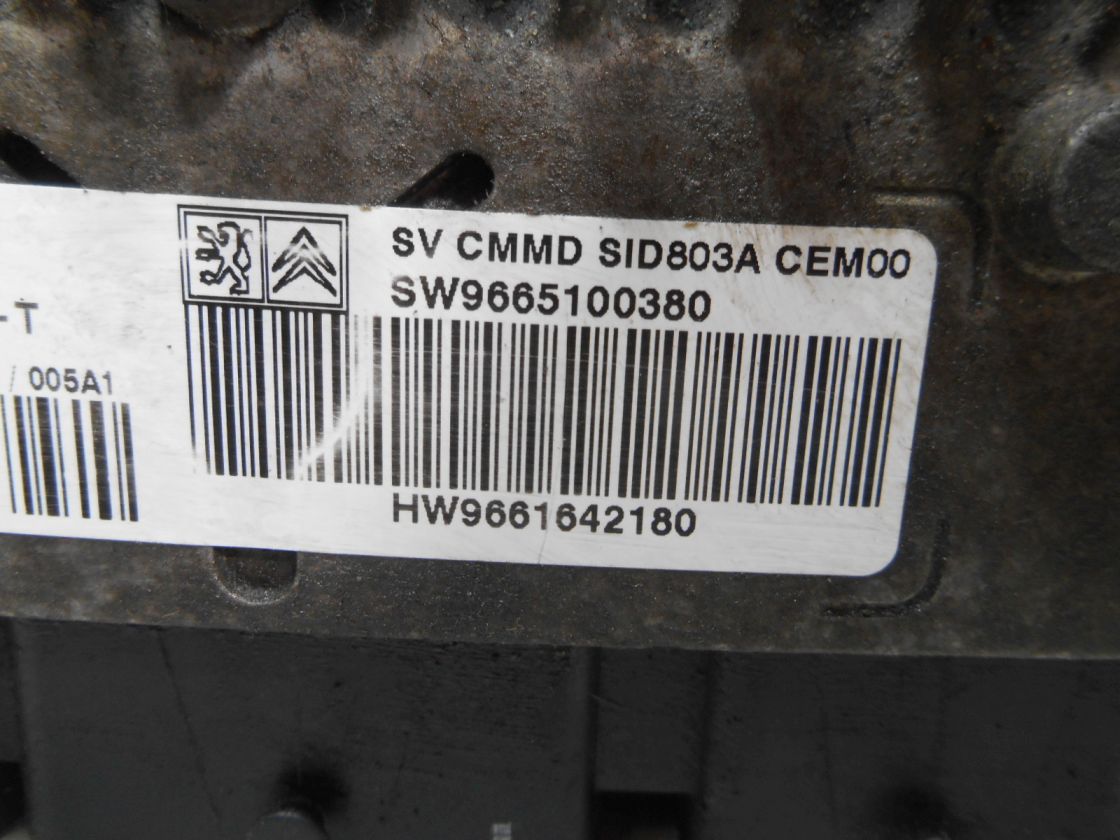 -T
/ 005A1
SV CMMD SID803A CEM00
SW9665100380
HW9661642180